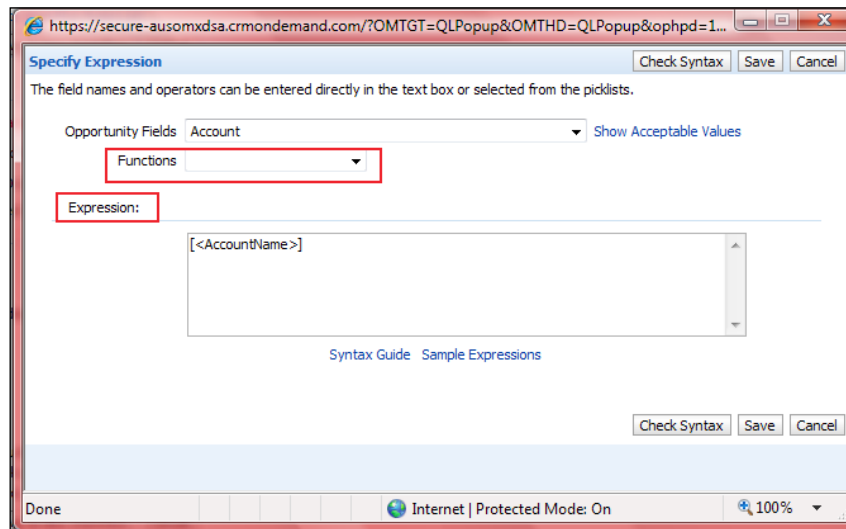 https://secure-ausomxdsa.crmondemand.com/?OMTGT=QLPopup&OMTHD=QLPopup&ophpd=1...
Specify Expression Check Syntax Save Cancel
The field names and operators can be entered directly in the text box or selected from the picklists.
Opportunity Fields Account Show Acceptable Values
Functions
Expression:
[<AccountName>]
Syntax Guide Sample Expressions
Check Syntax Save Cancel
Done Internet | Protected Mode: On 100%